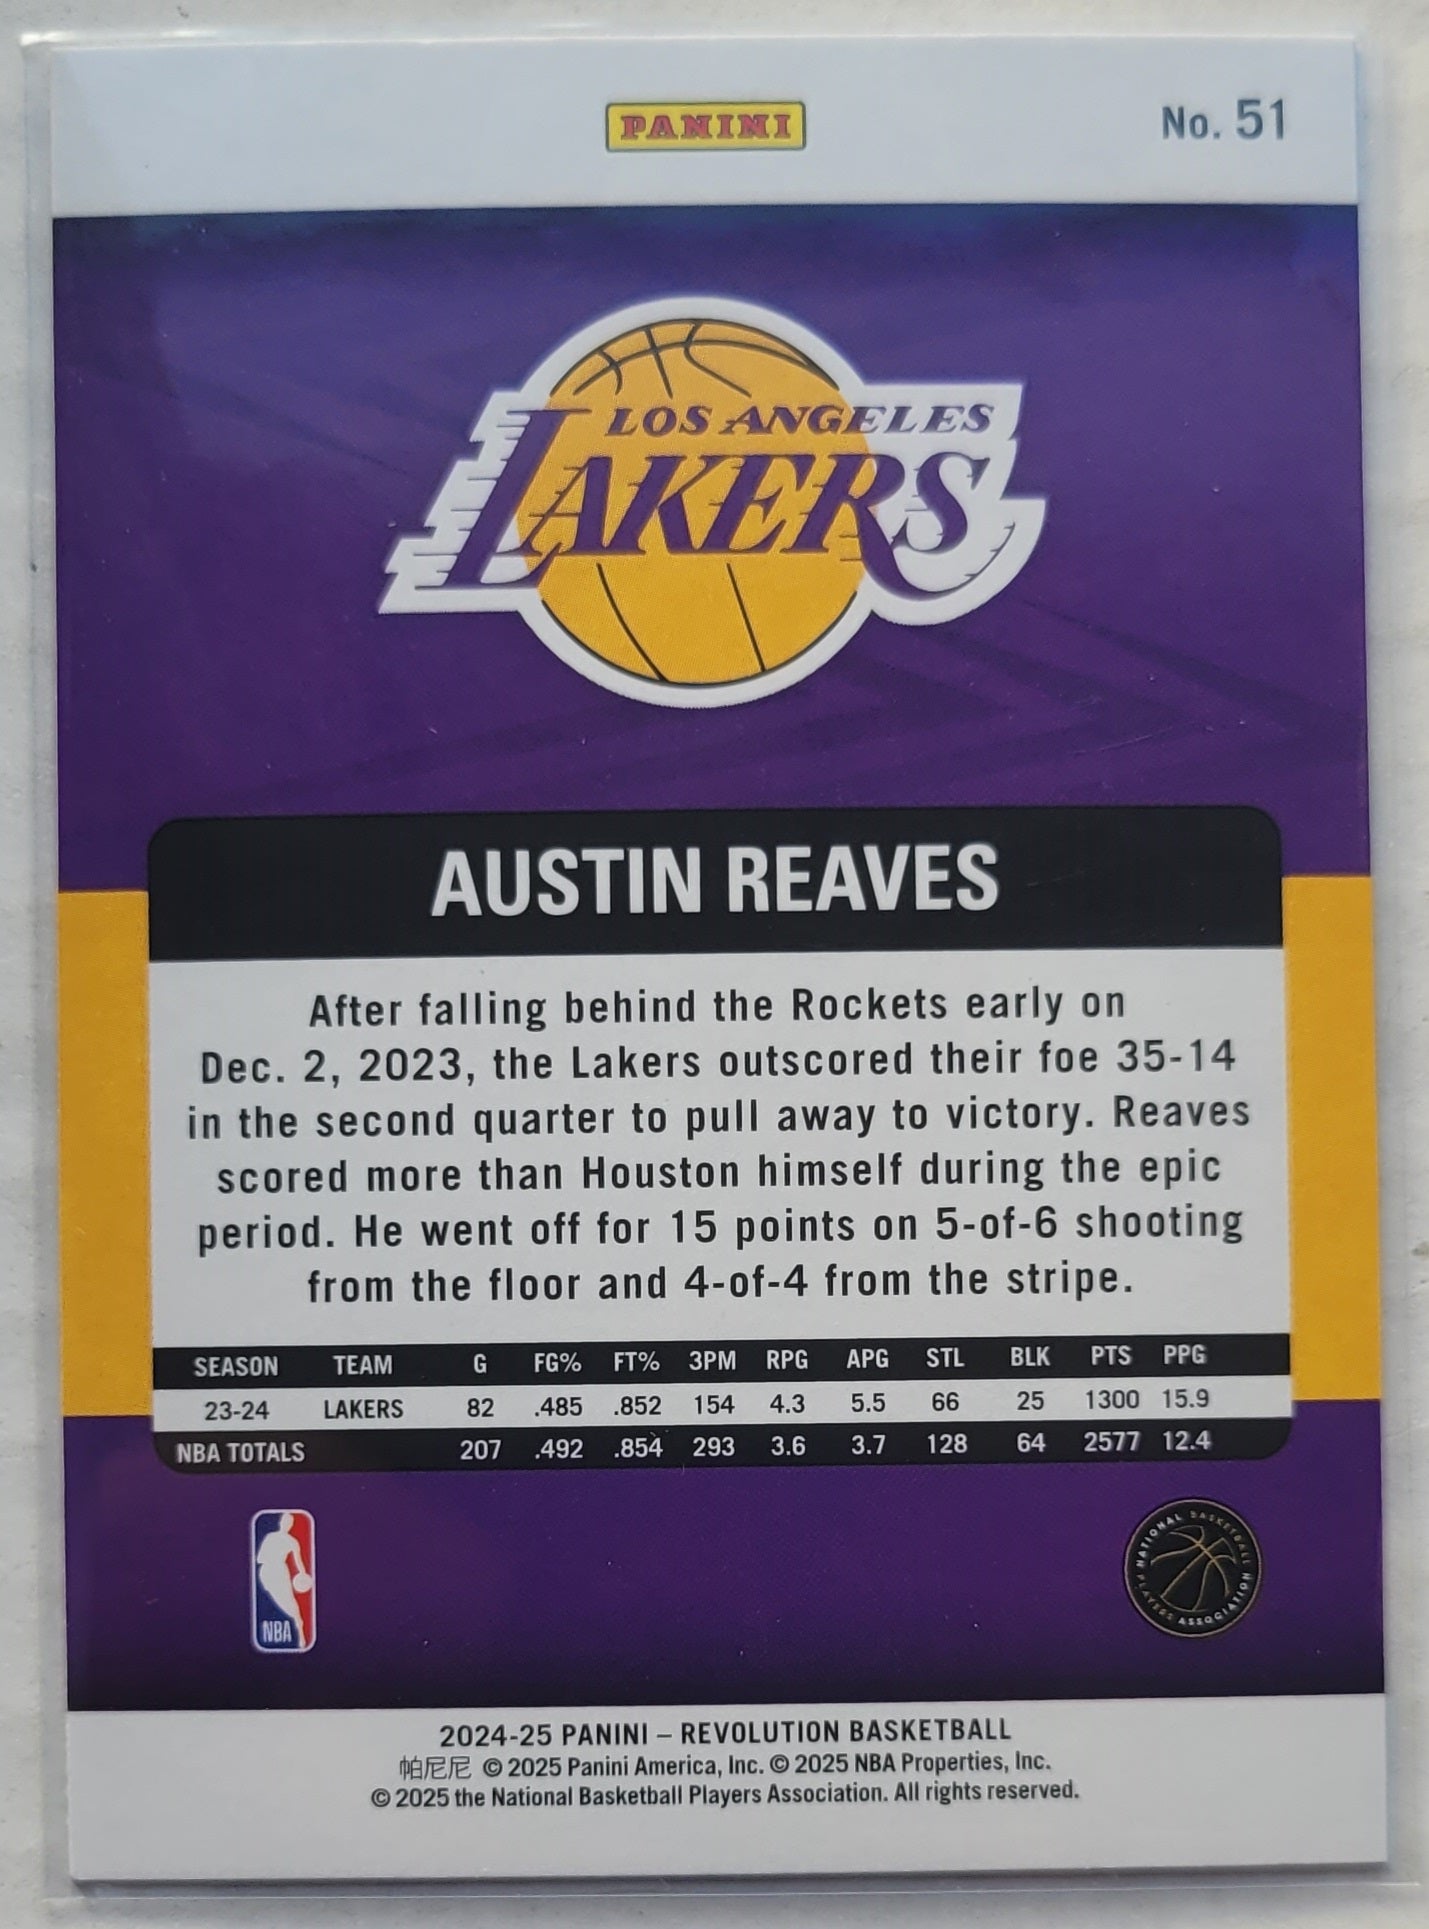 PANINI
No. 51
LOS ANGELES
LAKERS
AUSTIN REAVES
After falling behind the Rockets early on
Dec. 2, 2023, the Lakers outscored their foe 35-14
in the second quarter to pull away to victory. Reaves
scored more than Houston himself during the epic
period. He went off for 15 points on 5-of-6 shooting
from the floor and 4-of-4 from the stripe.
SEASON TEAM G FG% FT% 3PM RPG APG STL BLK PTS PPG
23-24 LAKERS 82 .485 .852 154 4.3 5.5 66 25 1300 15.9
NBA TOTALS 207 .492 .854 293 3.6 3.7 128 64 2577 12.4
NBA
NATIONAL BASKETBALL PLAYERS ASSOCIATION
2024-25 PANINI – REVOLUTION BASKETBALL
帕尼尼 © 2025 Panini America, Inc. © 2025 NBA Properties, Inc.
© 2025 the National Basketball Players Association. All rights reserved.